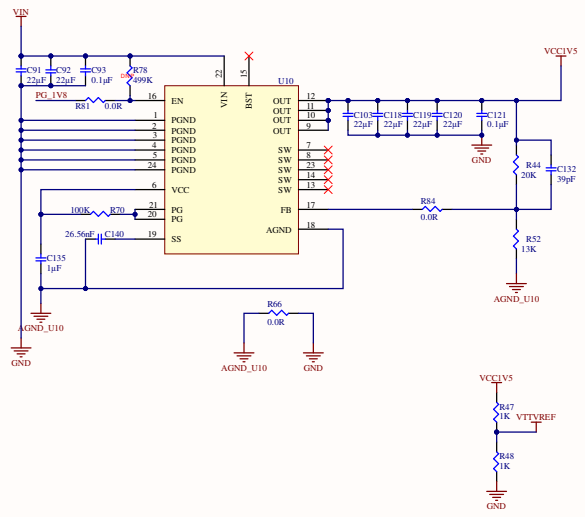 VIN
C91
22μF
C92
22μF
C93
0.1μF
R78
499K
PG_1V8
R81
0.0R
U10
22
15
VIN
BST
16
EN
1
PGND
2
PGND
3
PGND
4
PGND
5
PGND
24
PGND
6
VCC
21
PG
20
PG
19
SS
OUT
12
OUT
11
OUT
10
OUT
9
SW
7
SW
8
SW
23
SW
14
SW
13
FB
17
AGND
18
100K
R70
26.56nF
C140
C135
1μF
AGND_U10
GND
VCC1V5
C103
22μF
C118
22μF
C119
22μF
C120
22μF
C121
0.1μF
GND
R44
20K
C132
39pF
R84
0.0R
R52
13K
AGND_U10
R66
0.0R
AGND_U10
GND
VCC1V5
R47
1K
VTTVREF
R48
1K
GND